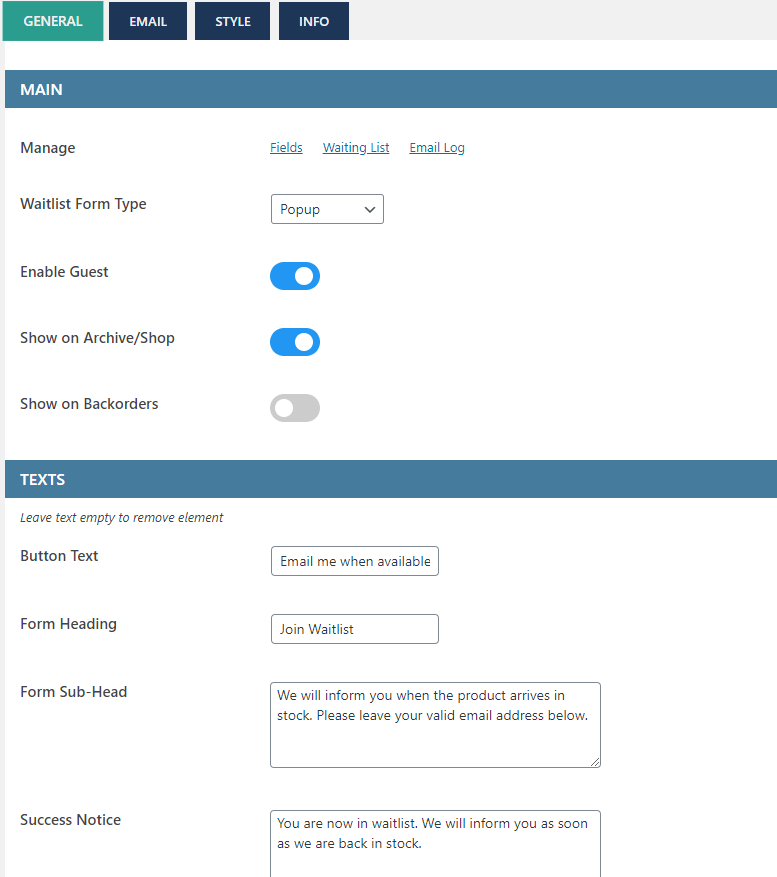 GENERAL EMAIL STYLE INFO
MAIN
Manage Fields Waiting List Email Log
Waitlist Form Type Popup
Enable Guest
Show on Archive/Shop
Show on Backorders
TEXTS
Leave text empty to remove element
Button Text Email me when available
Form Heading Join Waitlist
Form Sub-Head We will inform you when the product arrives in
stock. Please leave your valid email address below.
Success Notice You are now in waitlist. We will inform you as soon
as we are back in stock.